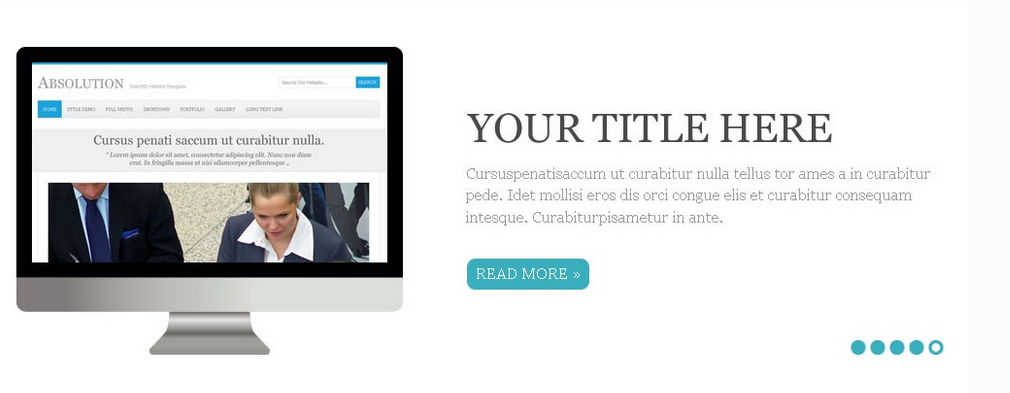 ABSOLUTION Free PSD Website Template
Search Our Website... SEARCH
HOME STYLE DEMO FULL WIDTH DROPDOWN PORTFOLIO GALLERY LONG TEXT LINK
Cursus penati saccum ut curabitur nulla.
" Lorem ipsum dolor sit amet, consectetur adipiscing elit. Nunc non diam
erat. In fringilla massa ut nisi ullamcorper pellentesque „
YOUR TITLE HERE
Cursuspenatisaccum ut curabitur nulla tellus tor ames a in curabitur
pede. Idet mollisi eros dis orci congue elis et curabitur consequam
intesque. Curabiturpisametur in ante.
READ MORE »